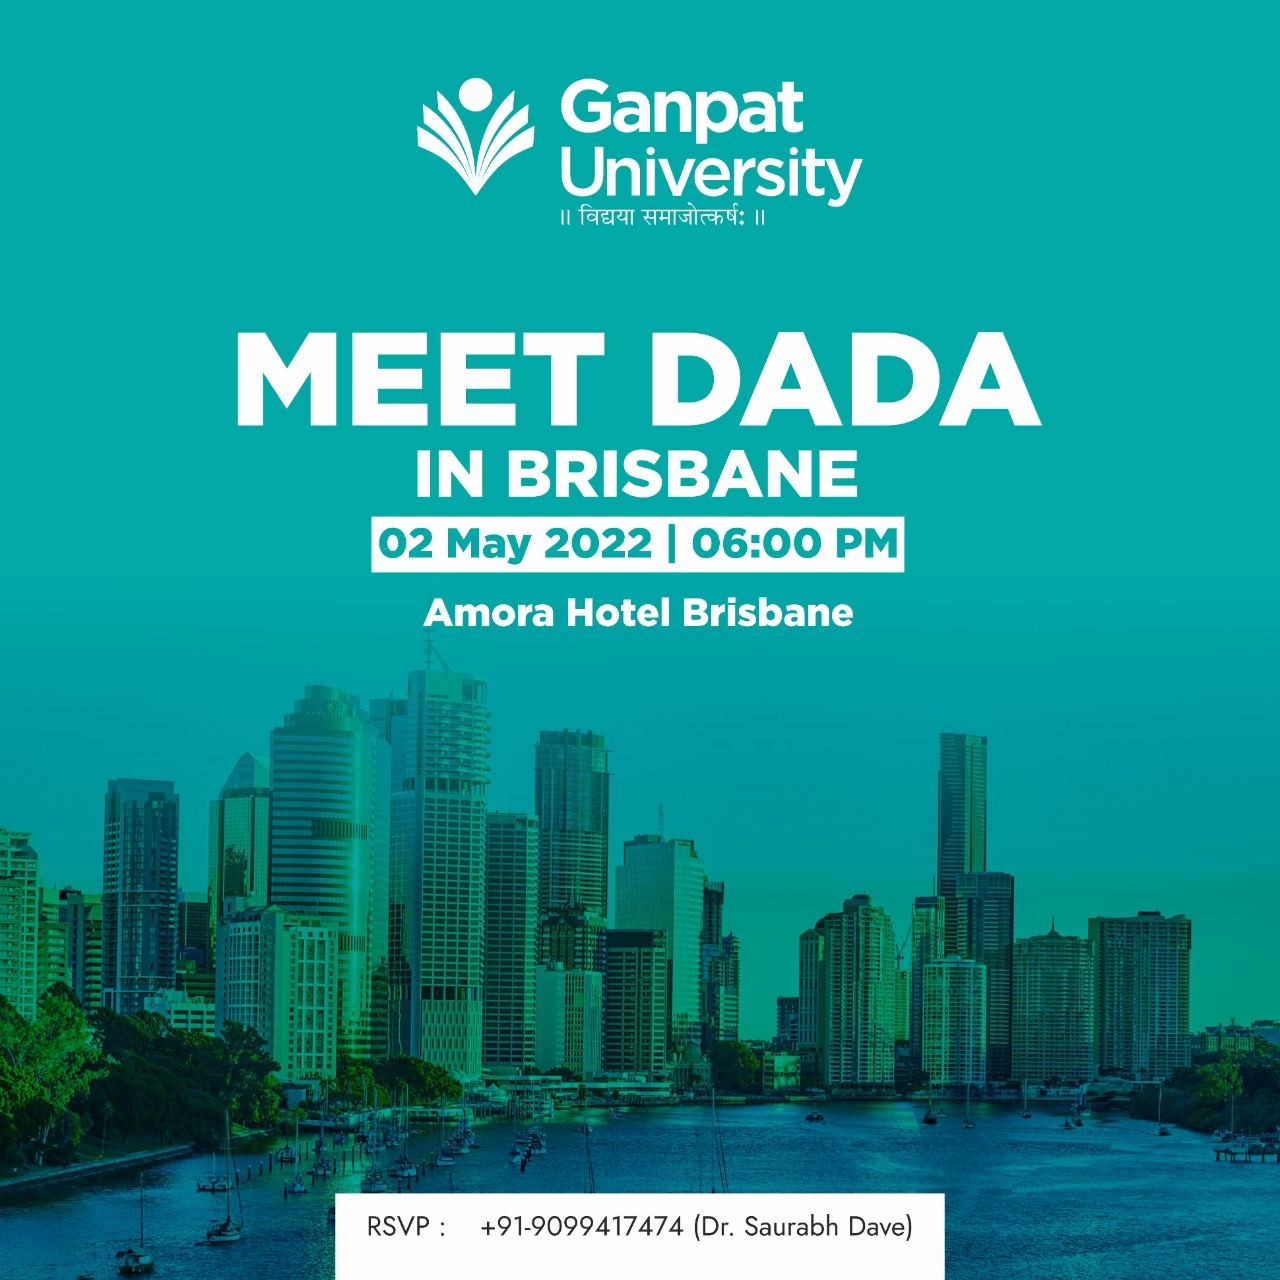 Ganpat
University
॥ विद्यया समाजोत्कर्ष: ॥
MEET DADA
IN BRISBANE
02 May 2022 | 06:00 PM
Amora Hotel Brisbane
RSVP : +91-9099417474 (Dr. Saurabh Dave)